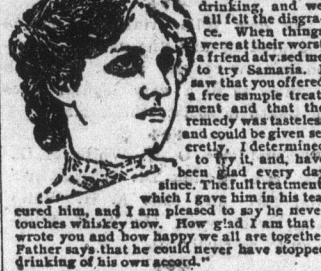 drinking, and we
all felt the disgra-
ce. When things
were at their worst
a friend advised me
to try Samaria. I
saw that you offered
a free sample treat-
ment and that the
remedy was tasteless
and could be given se-
cretly. I determined
to try it, and, have
been glad every day
since. The full treatment
which I gave him in his tea
cured him, and I am pleased to say he never
touches whiskey now. How glad I am I
wrote you and how happy we all are together
Father says that he could never have stopped
drinking of his own accord."